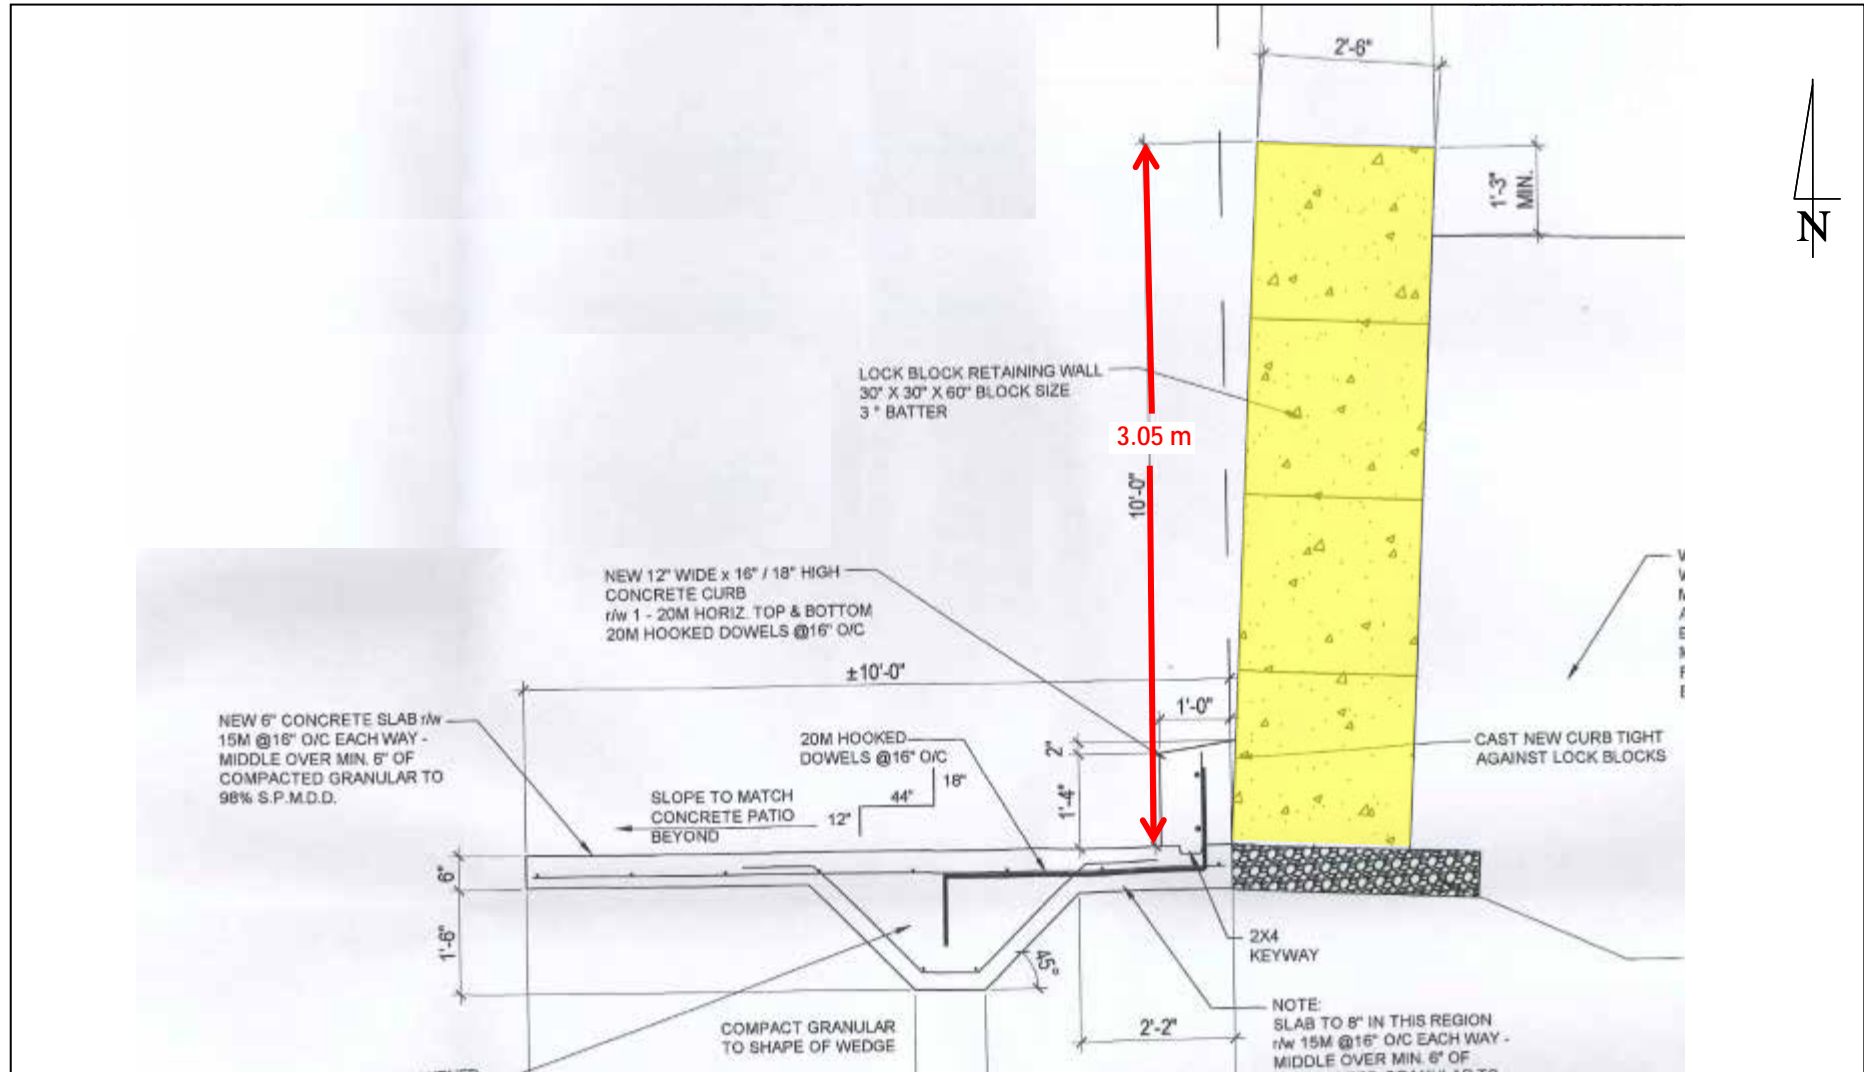 2'-6"
1'-3"
MIN.
N
LOCK BLOCK RETAINING WALL
30" X 30" X 60" BLOCK SIZE
3 ° BATTER
3.05 m
10'-0"
NEW 12" WIDE x 16" / 18" HIGH
CONCRETE CURB
r/w 1 - 20M HORIZ. TOP & BOTTOM
20M HOOKED DOWELS @16" O/C
±10'-0"
1'-0"
NEW 6" CONCRETE SLAB r/w
15M @16" O/C EACH WAY -
MIDDLE OVER MIN. 6" OF
COMPACTED GRANULAR TO
98% S.P.M.D.D.
20M HOOKED
DOWELS @16" O/C
2"
CAST NEW CURB TIGHT
AGAINST LOCK BLOCKS
SLOPE TO MATCH
CONCRETE PATIO
BEYOND
12"
44"
18"
1'-4"
6"
1'-6"
45°
2X4
KEYWAY
COMPACT GRANULAR
TO SHAPE OF WEDGE
2'-2"
NOTE:
SLAB TO 8" IN THIS REGION
r/w 15M @16" O/C EACH WAY -
MIDDLE OVER MIN. 6" OF